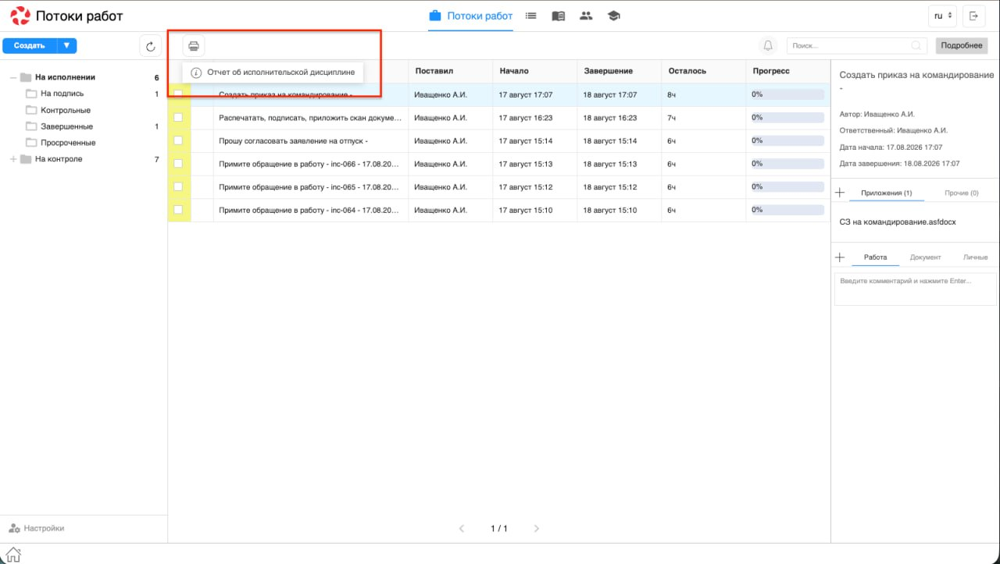 Потоки работ
Потоки работ
ru
Создать
Поиск...
Подробнее
Отчет об исполнительской дисциплине
На исполнении 6
На подпись 1
Контрольные
Завершенные 1
Просроченные
На контроле 7
Поставил Начало Завершение Осталось Прогресс
Создать приказ на командирование - Иващенко А.И. 17 август 17:07 18 август 17:07 8ч 0%
Распечатать, подписать, приложить скан докуме... Иващенко А.И. 17 август 16:23 18 август 16:23 7ч 0%
Прошу согласовать заявление на отпуск - Иващенко А.И. 17 август 15:14 18 август 15:14 6ч 0%
Примите обращение в работу - inc-066 - 17.08.20... Иващенко А.И. 17 август 15:13 18 август 15:13 6ч 0%
Примите обращение в работу - inc-065 - 17.08.20... Иващенко А.И. 17 август 15:12 18 август 15:12 6ч 0%
Примите обращение в работу - inc-064 - 17.08.20... Иващенко А.И. 17 август 15:10 18 август 15:10 6ч 0%
Создать приказ на командирование
-
Автор: Иващенко А.И.
Ответственный: Иващенко А.И.
Дата начала: 17.08.2026 17:07
Дата завершения: 18.08.2026 17:07
Приложения (1) Прочие (0)
СЗ на командирование.asfdocx
Работа Документ Личные
Введите комментарий и нажмите Enter...
1 / 1
Настройки